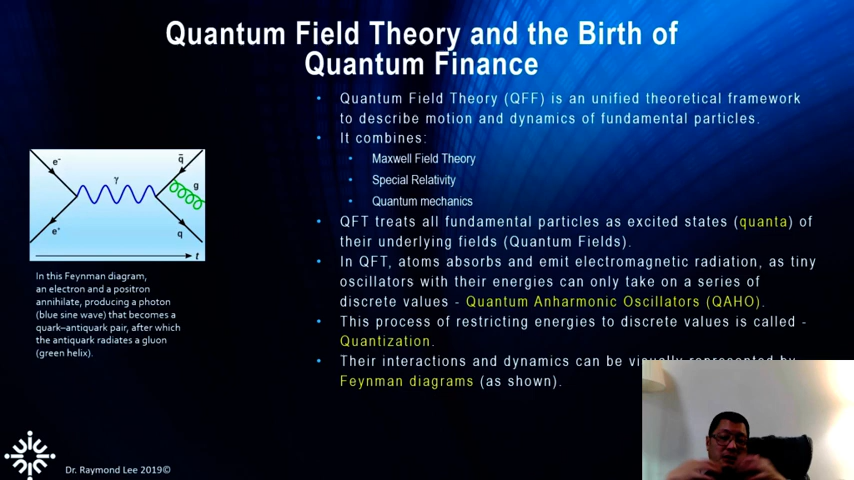 Quantum Field Theory and the Birth of
Quantum Finance
• Quantum Field Theory (QFF) is an unified theoretical framework
to describe motion and dynamics of fundamental particles.
• It combines:
• Maxwell Field Theory
• Special Relativity
• Quantum mechanics
• QFT treats all fundamental particles as excited states (quanta) of
their underlying fields (Quantum Fields).
• In QFT, atoms absorbs and emit electromagnetic radiation, as tiny
oscillators with their energies can only take on a series of
discrete values - Quantum Anharmonic Oscillators (QAHO).
• This process of restricting energies to discrete values is called -
Quantization.
• Their interactions and dynamics can be visually represented by
Feynman diagrams (as shown).
e⁻
q̄
γ
g
e⁺
q
t
In this Feynman diagram,
an electron and a positron
annihilate, producing a photon
(blue sine wave) that becomes a
quark–antiquark pair, after which
the antiquark radiates a gluon
(green helix).
Dr. Raymond Lee 2019©